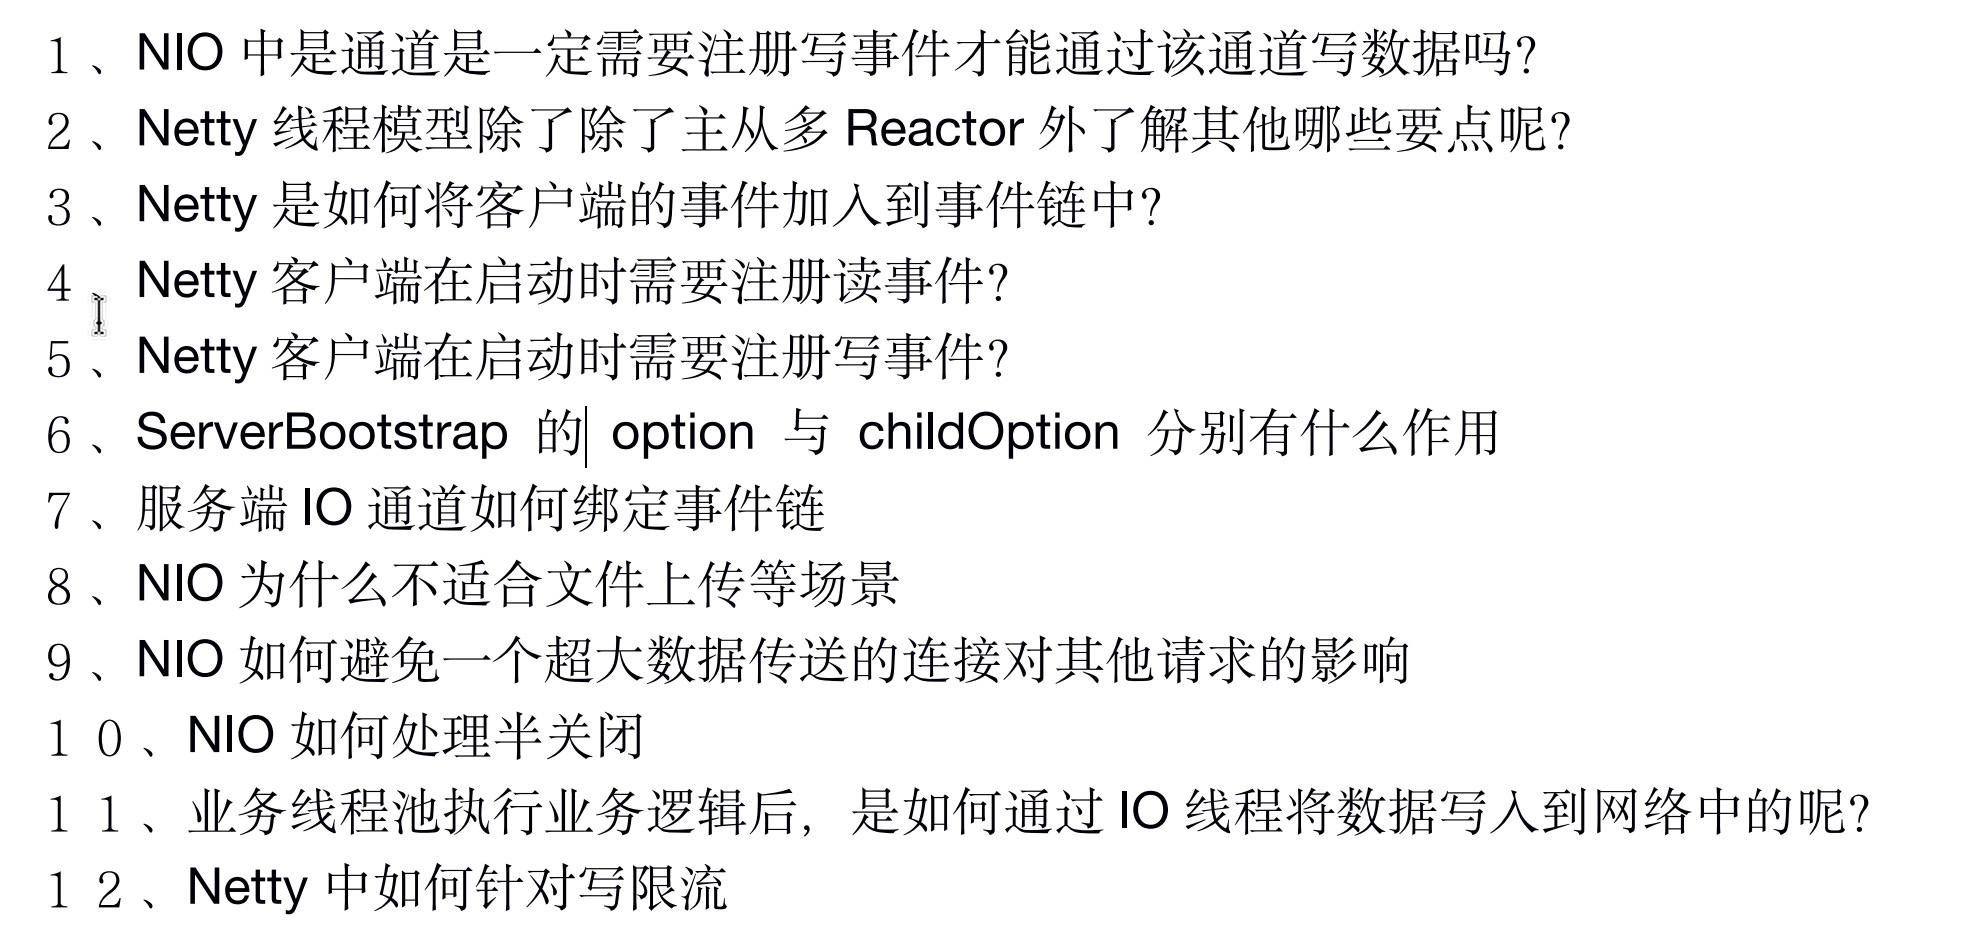 1、NIO 中是通道是一定需要注册写事件才能通过该通道写数据吗?
2、Netty 线程模型除了除了主从多 Reactor 外了解其他哪些要点呢?
3、Netty 是如何将客户端的事件加入到事件链中?
4、Netty 客户端在启动时需要注册读事件?
5、Netty 客户端在启动时需要注册写事件?
6、ServerBootstrap 的 option 与 childOption 分别有什么作用
7、服务端 IO 通道如何绑定事件链
8、NIO 为什么不适合文件上传等场景
9、NIO 如何避免一个超大数据传送的连接对其他请求的影响
10、NIO 如何处理半关闭
11、业务线程池执行业务逻辑后，是如何通过 IO 线程将数据写入到网络中的呢?
12、Netty 中如何针对写限流